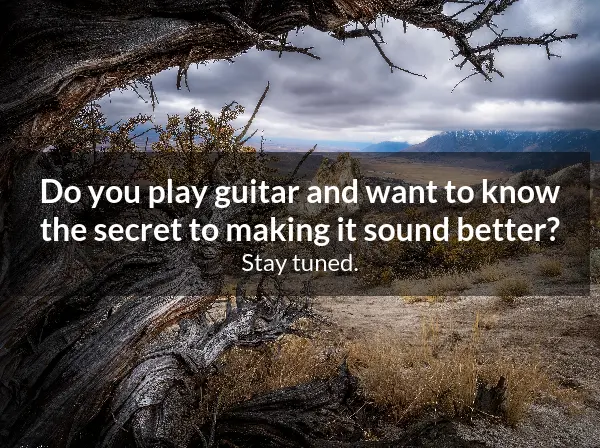 Do you play guitar and want to know
the secret to making it sound better?
Stay tuned.